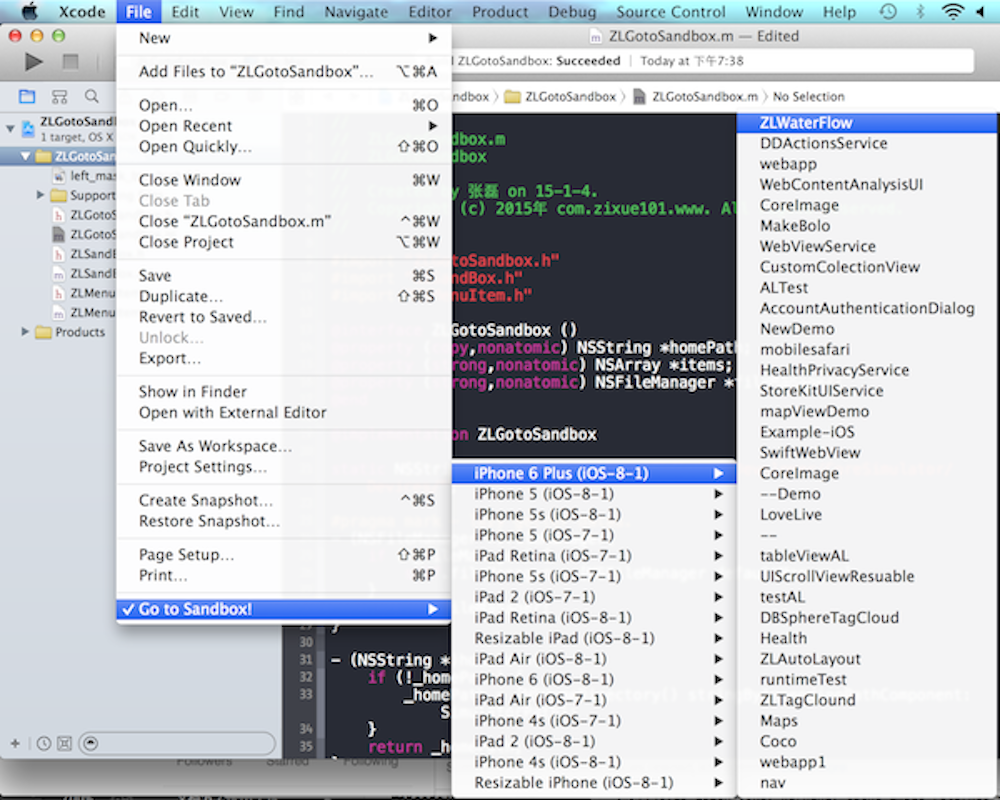 Xcode File Edit View Find Navigate Editor Product Debug Source Control Window Help
ZLGotoSandbox.m — Edited
ZLGotoSandbox: Succeeded | Today at 下午7:38
ndbox ZLGotoSandbox ZLGotoSandbox.m No Selection
ZLGotoSand
1 target, OS X
ZLGotoSan
left_mas
Support
ZLGotoS
ZLGotoS
ZLSandB
ZLSandB
ZLMenu
ZLMenu
Products
New
Add Files to “ZLGotoSandbox”... ⌥⌘A
Open... ⌘O
Open Recent
Open Quickly... ⇧⌘O
Close Window ⌘W
Close Tab
Close “ZLGotoSandbox.m” ^⌘W
Close Project ⌥⌘W
Save ⌘S
Duplicate... ⇧⌘S
Revert to Saved...
Unlock...
Export...
Show in Finder
Open with External Editor
Save As Workspace...
Project Settings...
Create Snapshot... ^⌘S
Restore Snapshot...
Page Setup... ⇧⌘P
Print... ⌘P
✓ Go to Sandbox!
dbox.m
dbox
y 张磊 on 15-1-4.
(c) 2015年 com.zixue101.www. Al
toSandbox.h"
ndBox.h"
nuItem.h"
ZLGotoSandbox ()
py,nonatomic) NSString *homePath
rong,nonatomic) NSArray *items;
rong,nonatomic) NSFileManager *
on ZLGotoSandbox
iPhone 6 Plus (iOS-8-1)
iPhone 5 (iOS-8-1)
iPhone 5s (iOS-8-1)
iPhone 5 (iOS-7-1)
iPad Retina (iOS-7-1)
iPhone 5s (iOS-7-1)
iPad 2 (iOS-7-1)
iPad Retina (iOS-8-1)
Resizable iPad (iOS-8-1)
iPad Air (iOS-8-1)
iPhone 6 (iOS-8-1)
iPad Air (iOS-7-1)
iPhone 4s (iOS-7-1)
iPad 2 (iOS-8-1)
iPhone 4s (iOS-8-1)
Resizable iPhone (iOS-8-1)
ZLWaterFlow
DDActionsService
webapp
WebContentAnalysisUI
CoreImage
MakeBolo
WebViewService
CustomColectionView
ALTest
AccountAuthenticationDialog
NewDemo
mobilesafari
HealthPrivacyService
StoreKitUIService
mapViewDemo
Example-iOS
SwiftWebView
CoreImage
--Demo
LoveLive
--
tableViewAL
UIScrollViewResuable
testAL
DBSphereTagCloud
Health
ZLAutoLayout
runtimeTest
ZLTagClound
Maps
Coco
webapp1
nav
30
31 - (NSString *
32 if (!_hom
33 _home
S
34 }
35 return _h
Followers Starred Following